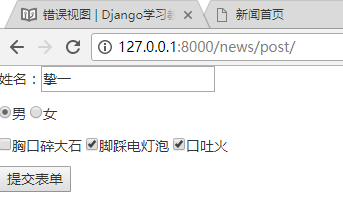 错误视图 | Django学习教 新闻首页
127.0.0.1:8000/news/post/
姓名：挚一
男 女
胸口碎大石 脚踩电灯泡 口吐火
提交表单